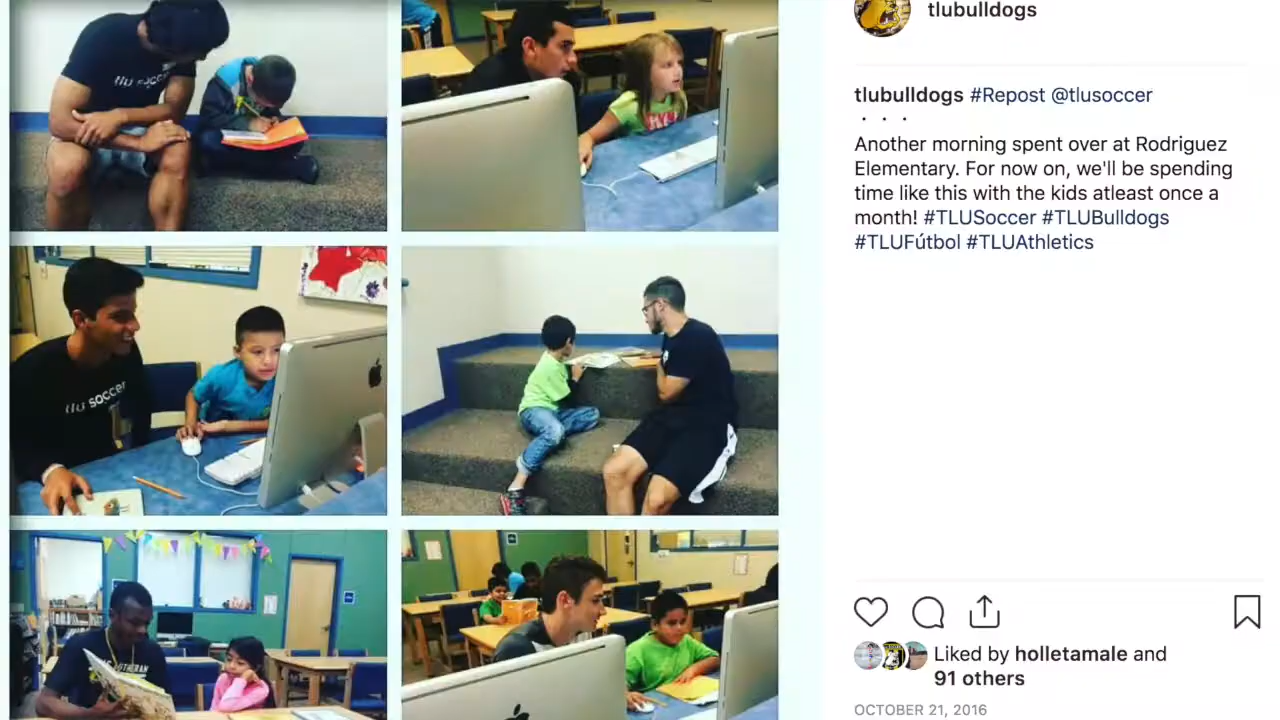 tlubulldogs
tlubulldogs #Repost @tlusoccer
· · ·
Another morning spent over at Rodriguez
Elementary. For now on, we'll be spending
time like this with the kids atleast once a
month! #TLUSoccer #TLUBulldogs
#TLUFútbol #TLUAthletics
Liked by holletamale and
91 others
OCTOBER 21, 2016
tlu soccer
tlu soccer